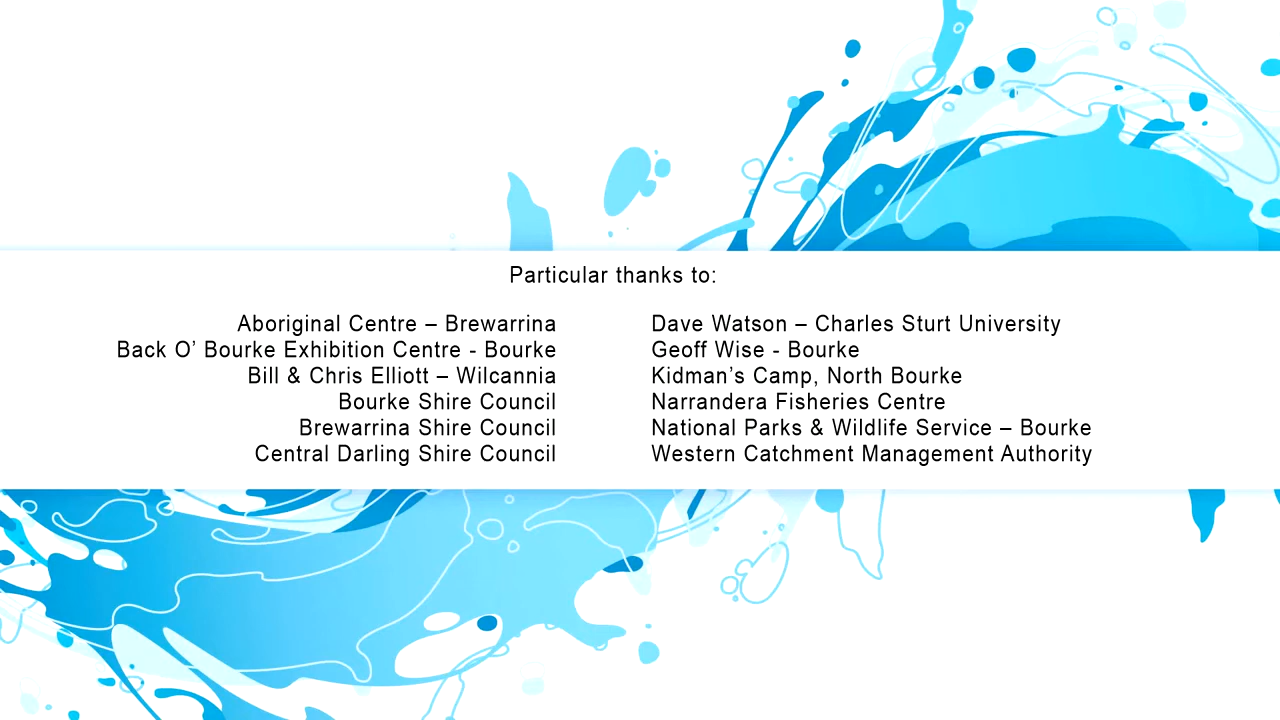 Particular thanks to:
Aboriginal Centre – Brewarrina
Back O’ Bourke Exhibition Centre - Bourke
Bill & Chris Elliott – Wilcannia
Bourke Shire Council
Brewarrina Shire Council
Central Darling Shire Council
Dave Watson – Charles Sturt University
Geoff Wise - Bourke
Kidman’s Camp, North Bourke
Narrandera Fisheries Centre
National Parks & Wildlife Service – Bourke
Western Catchment Management Authority